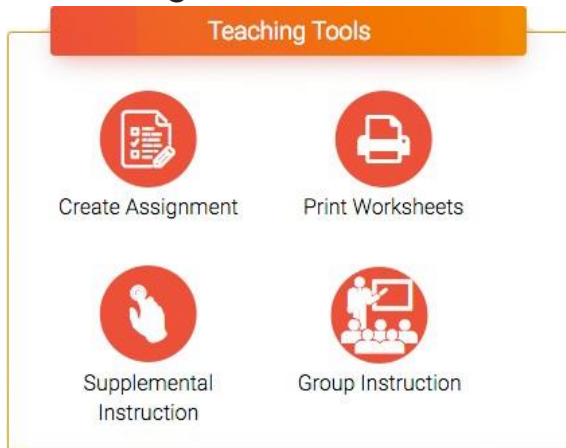 Teaching Tools
Create Assignment
Print Worksheets
Supplemental
Instruction
Group Instruction